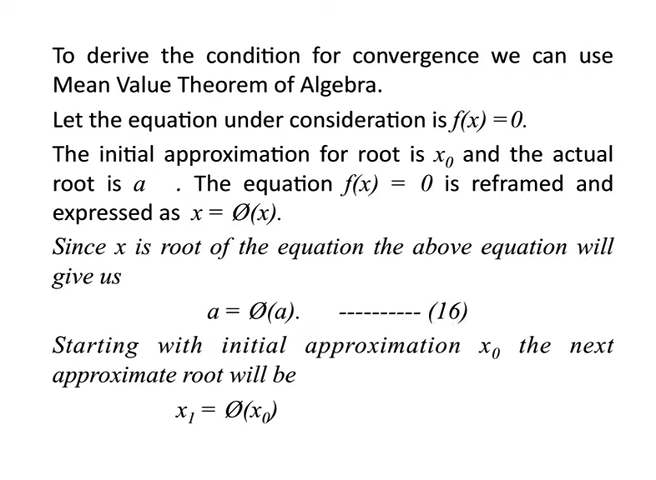 To derive the condition for convergence we can use
Mean Value Theorem of Algebra.
Let the equation under consideration is f(x) =0.
The initial approximation for root is x₀ and the actual
root is a . The equation f(x) = 0 is reframed and
expressed as x = Ø(x).
Since x is root of the equation the above equation will
give us
a = Ø(a). ---------- (16)
Starting with initial approximation x₀ the next
approximate root will be
x₁ = Ø(x₀)